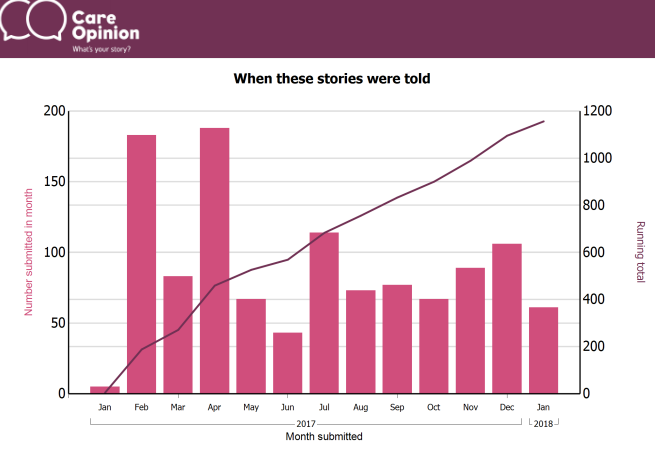 Care
Opinion
What's your story?
When these stories were told
200
150
100
50
0
Number submitted in month
1200
1000
800
600
400
200
0
Running total
Jan Feb Mar Apr May Jun Jul Aug Sep Oct Nov Dec Jan
2017 2018
Month submitted